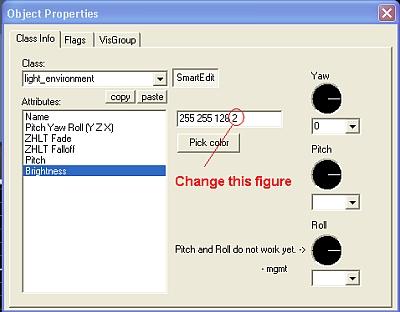 Object Properties
Class Info Flags VisGroup
Class:
light_environment
SmartEdit
copy paste
Attributes:
Name
Pitch Yaw Roll (Y Z X)
ZHLT Fade
ZHLT Falloff
Pitch
Brightness
255 255 128 2
Pick color
Change this figure
Yaw
0
Pitch
Roll
Pitch and Roll do not work yet. ->
- mgmt